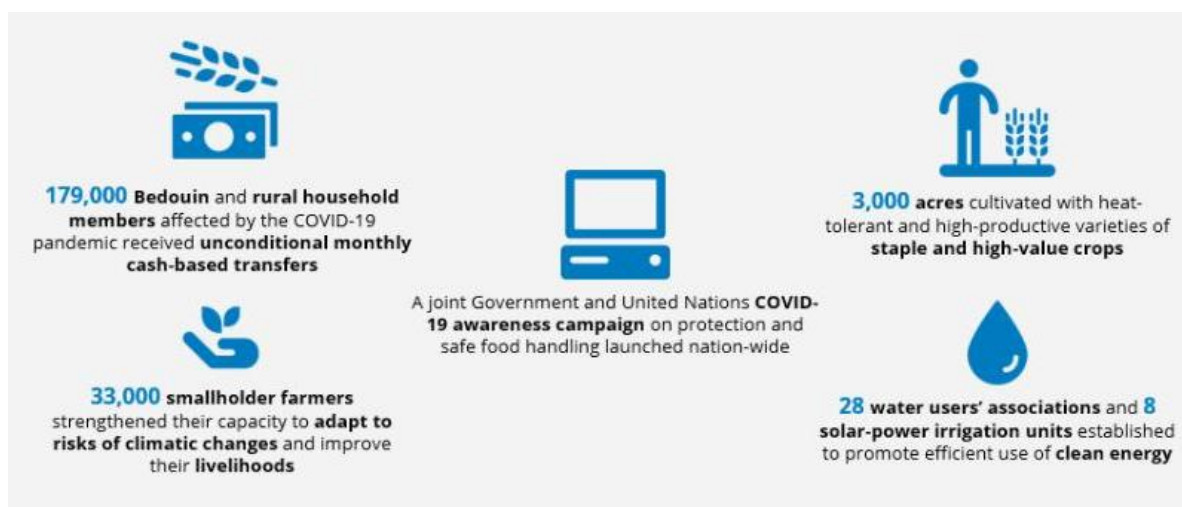 179,000 Bedouin and rural household
members affected by the COVID-19
pandemic received unconditional monthly
cash-based transfers
33,000 smallholder farmers
strengthened their capacity to adapt to
risks of climatic changes and improve
their livelihoods
A joint Government and United Nations COVID-
19 awareness campaign on protection and
safe food handling launched nation-wide
3,000 acres cultivated with heat-
tolerant and high-productive varieties of
staple and high-value crops
28 water users’ associations and 8
solar-power irrigation units established
to promote efficient use of clean energy